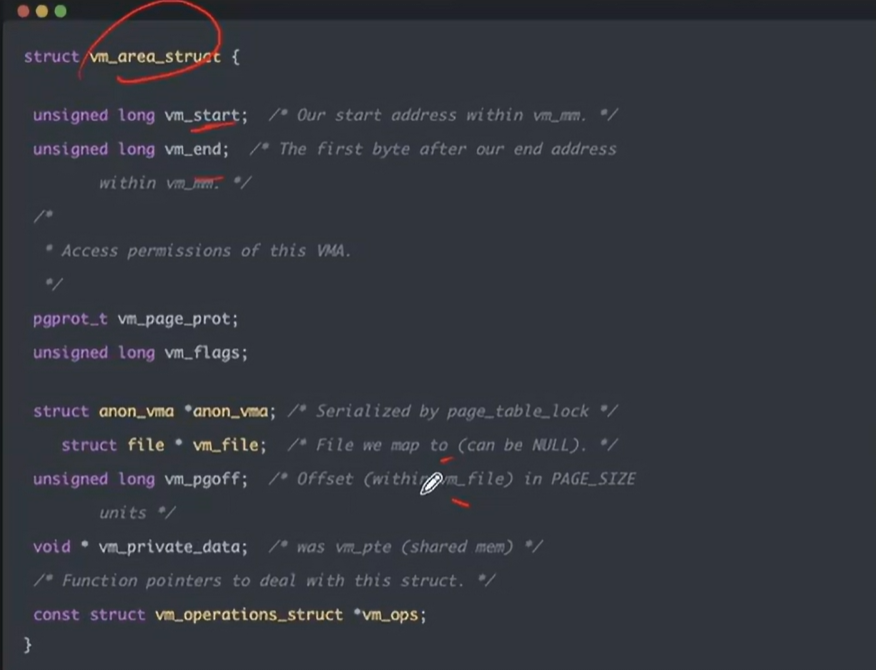 struct vm_area_struct {
unsigned long vm_start; /* Our start address within vm_mm. */
unsigned long vm_end; /* The first byte after our end address
within vm_mm. */
/*
* Access permissions of this VMA.
*/
pgprot_t vm_page_prot;
unsigned long vm_flags;
struct anon_vma *anon_vma; /* Serialized by page_table_lock */
struct file * vm_file; /* File we map to (can be NULL). */
unsigned long vm_pgoff; /* Offset (within vm_file) in PAGE_SIZE
units */
void * vm_private_data; /* was vm_pte (shared mem) */
/* Function pointers to deal with this struct. */
const struct vm_operations_struct *vm_ops;
}